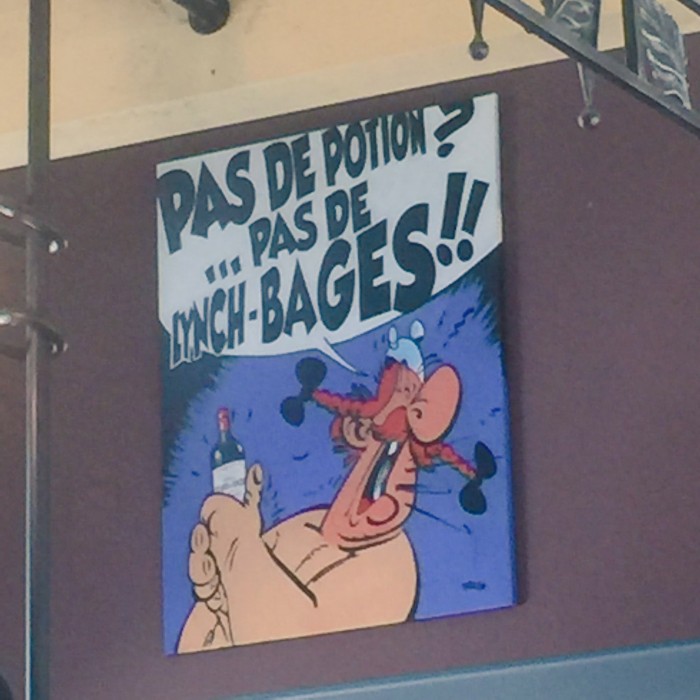 PAS DE POTION?
... PAS DE
LYNCH-BAGES!!